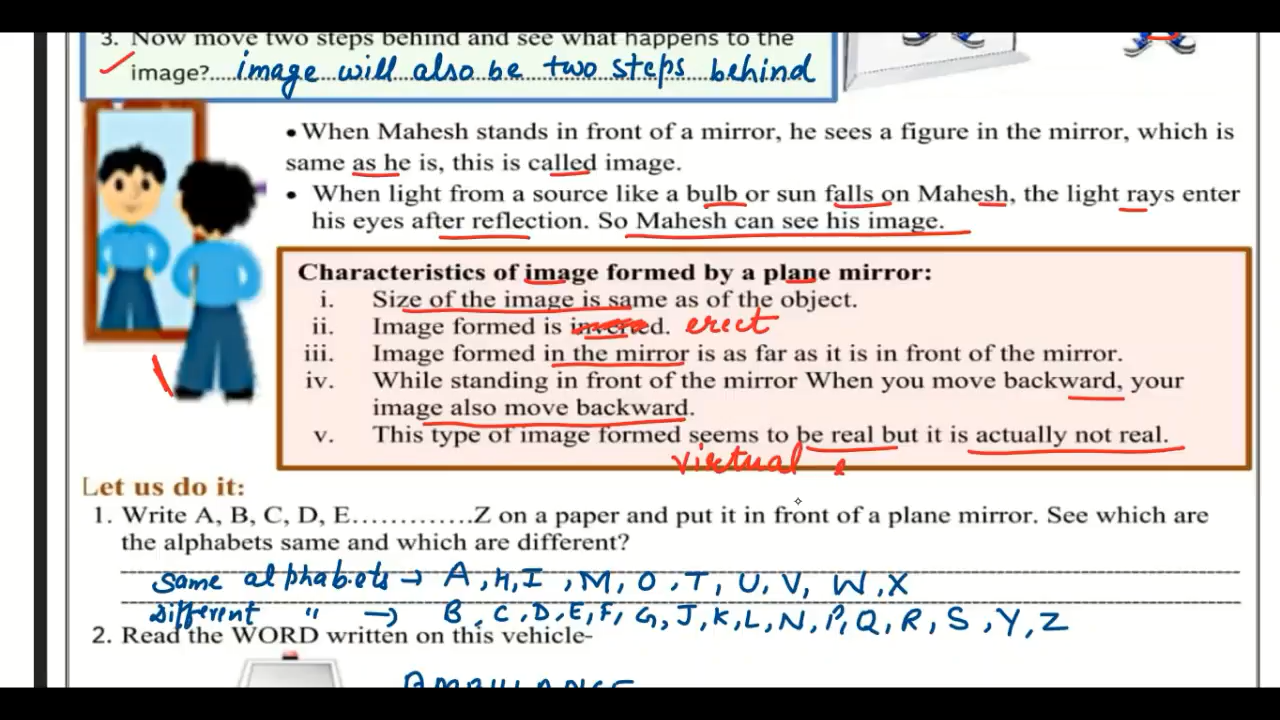 3. Now move two steps behind and see what happens to the
image?....image will also be two steps behind
• When Mahesh stands in front of a mirror, he sees a figure in the mirror, which is
same as he is, this is called image.
• When light from a source like a bulb or sun falls on Mahesh, the light rays enter
his eyes after reflection. So Mahesh can see his image.
Characteristics of image formed by a plane mirror:
i. Size of the image is same as of the object.
ii. Image formed is inverted. erect
iii. Image formed in the mirror is as far as it is in front of the mirror.
iv. While standing in front of the mirror When you move backward, your
image also move backward.
v. This type of image formed seems to be real but it is actually not real.
virtual
Let us do it:
1. Write A, B, C, D, E.............Z on a paper and put it in front of a plane mirror. See which are
the alphabets same and which are different?
same alphabets → A, H, I, M, O, T, U, V, W, X
different " → B, C, D, E, F, G, J, K, L, N, P, Q, R, S, Y, Z
2. Read the WORD written on this vehicle-
AMBULANCE